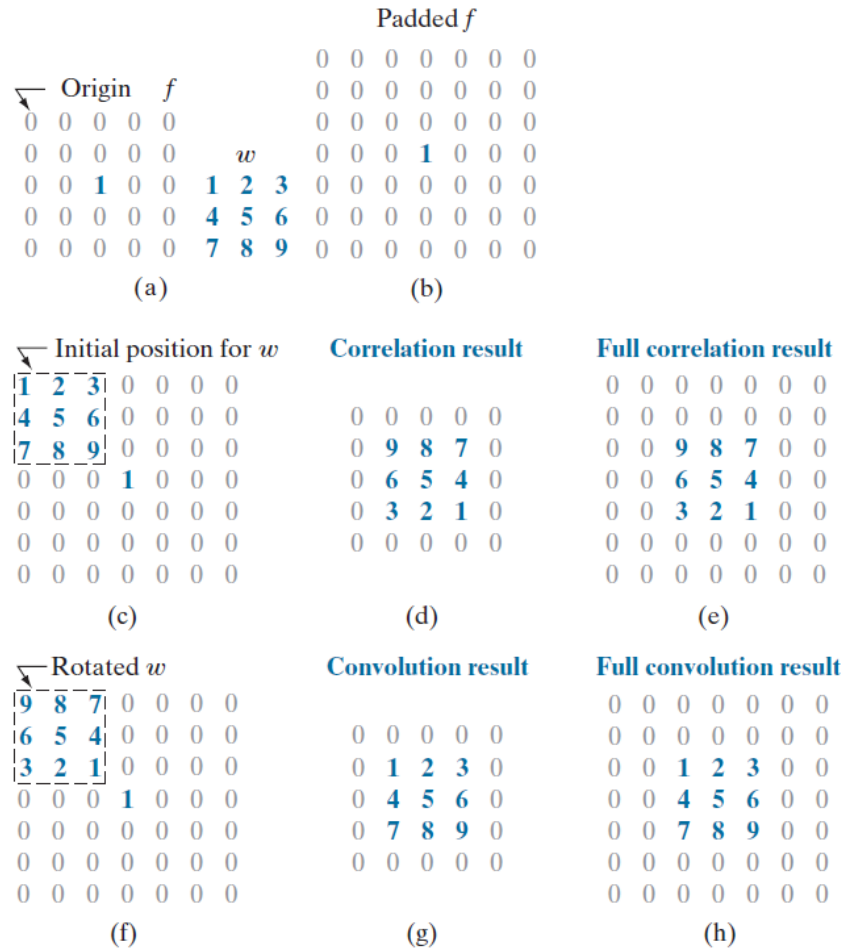 Origin f
0 0 0 0 0
0 0 0 0 0
0 0 1 0 0
0 0 0 0 0
0 0 0 0 0
w
1 2 3
4 5 6
7 8 9
(a)
Padded f
0 0 0 0 0 0 0
0 0 0 0 0 0 0
0 0 0 0 0 0 0
0 0 0 1 0 0 0
0 0 0 0 0 0 0
0 0 0 0 0 0 0
0 0 0 0 0 0 0
(b)
Initial position for w
1 2 3 0 0 0 0
4 5 6 0 0 0 0
7 8 9 0 0 0 0
0 0 0 1 0 0 0
0 0 0 0 0 0 0
0 0 0 0 0 0 0
0 0 0 0 0 0 0
(c)
Correlation result
0 0 0 0 0
0 9 8 7 0
0 6 5 4 0
0 3 2 1 0
0 0 0 0 0
(d)
Full correlation result
0 0 0 0 0 0 0
0 0 0 0 0 0 0
0 0 9 8 7 0 0
0 0 6 5 4 0 0
0 0 3 2 1 0 0
0 0 0 0 0 0 0
0 0 0 0 0 0 0
(e)
Rotated w
9 8 7 0 0 0 0
6 5 4 0 0 0 0
3 2 1 0 0 0 0
0 0 0 1 0 0 0
0 0 0 0 0 0 0
0 0 0 0 0 0 0
0 0 0 0 0 0 0
(f)
Convolution result
0 0 0 0 0
0 1 2 3 0
0 4 5 6 0
0 7 8 9 0
0 0 0 0 0
(g)
Full convolution result
0 0 0 0 0 0 0
0 0 0 0 0 0 0
0 0 1 2 3 0 0
0 0 4 5 6 0 0
0 0 7 8 9 0 0
0 0 0 0 0 0 0
0 0 0 0 0 0 0
(h)